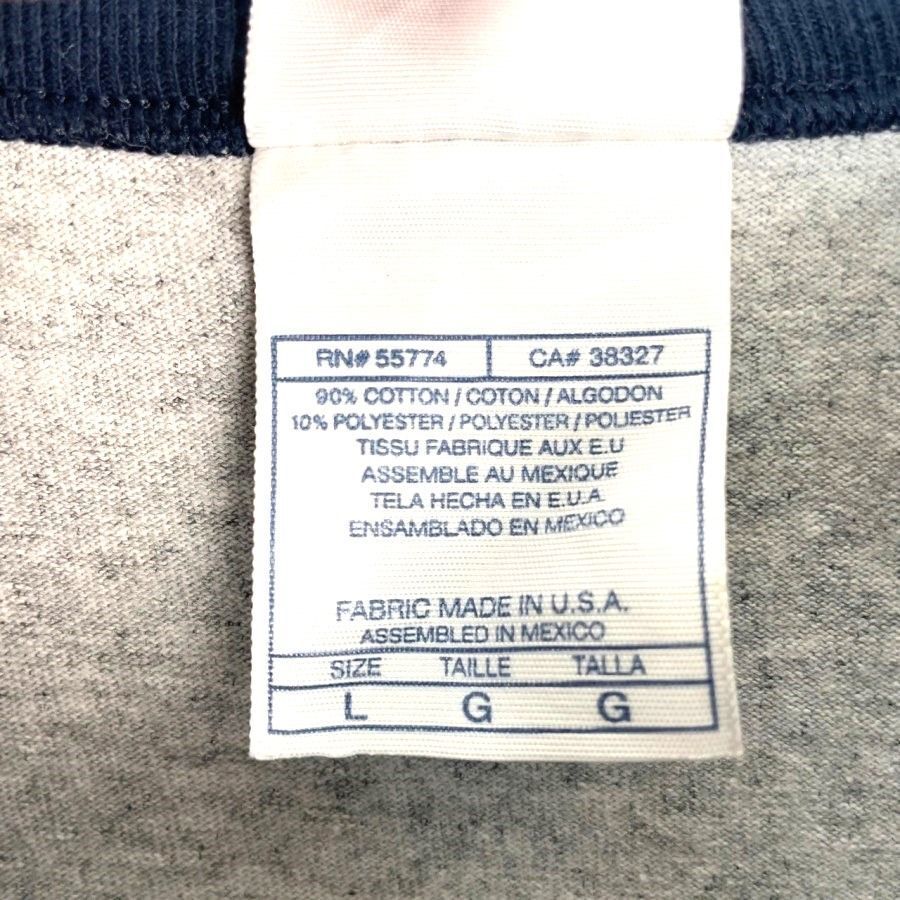 RN# 55774 CA# 38327
90% COTTON / COTON / ALGODON
10% POLYESTER / POLYESTER / POLIESTER
TISSU FABRIQUE AUX E.U
ASSEMBLE AU MEXIQUE
TELA HECHA EN E.U.A.
ENSAMBLADO EN MEXICO
FABRIC MADE IN U.S.A.
ASSEMBLED IN MEXICO
SIZE TAILLE TALLA
L G G